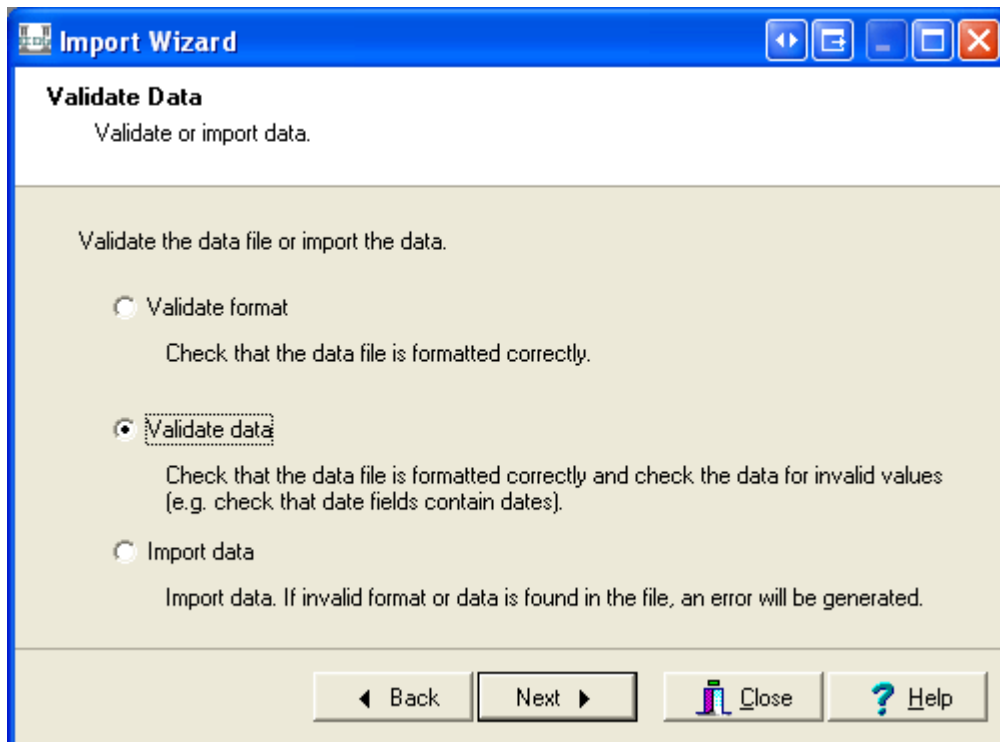 Import Wizard
Validate Data
Validate or import data.
Validate the data file or import the data.
Validate format
Check that the data file is formatted correctly.
Validate data
Check that the data file is formatted correctly and check the data for invalid values
(e.g. check that date fields contain dates).
Import data
Import data. If invalid format or data is found in the file, an error will be generated.
Back
Next
Close
Help